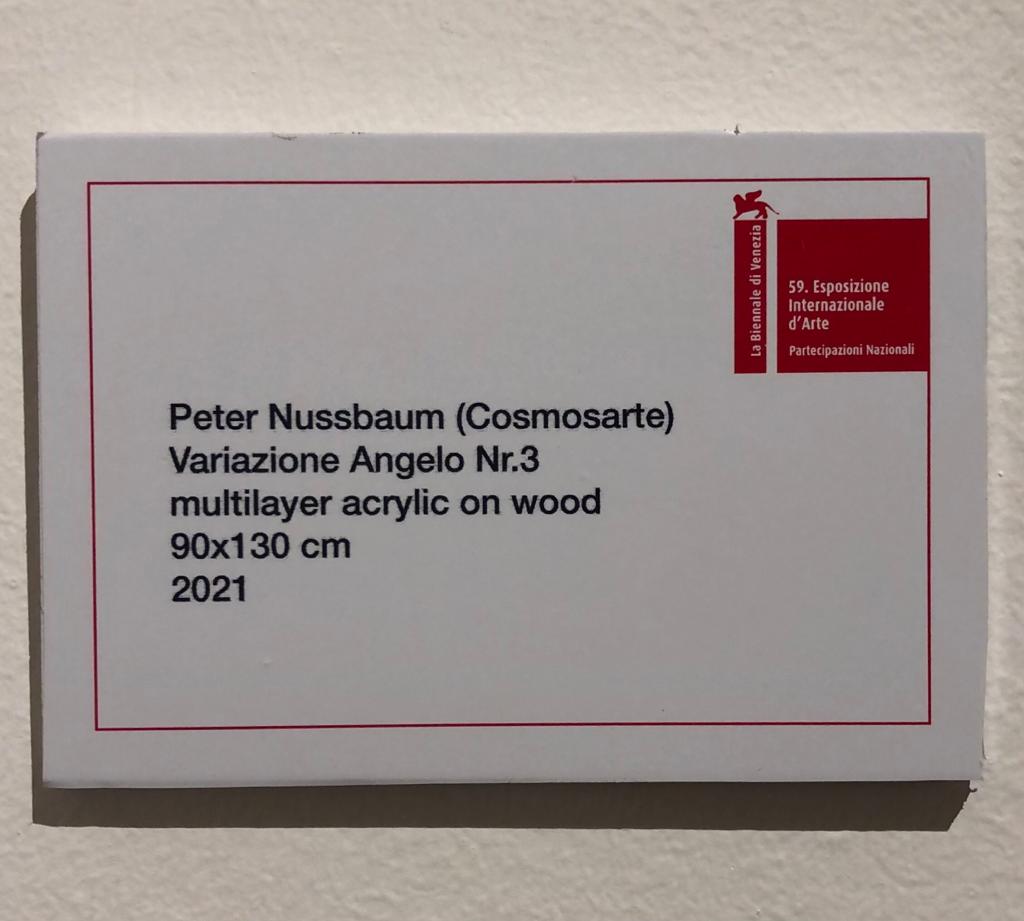 La Biennale di Venezia
59. Esposizione
Internazionale
d'Arte
Partecipazioni Nazionali
Peter Nussbaum (Cosmosarte)
Variazione Angelo Nr.3
multilayer acrylic on wood
90x130 cm
2021